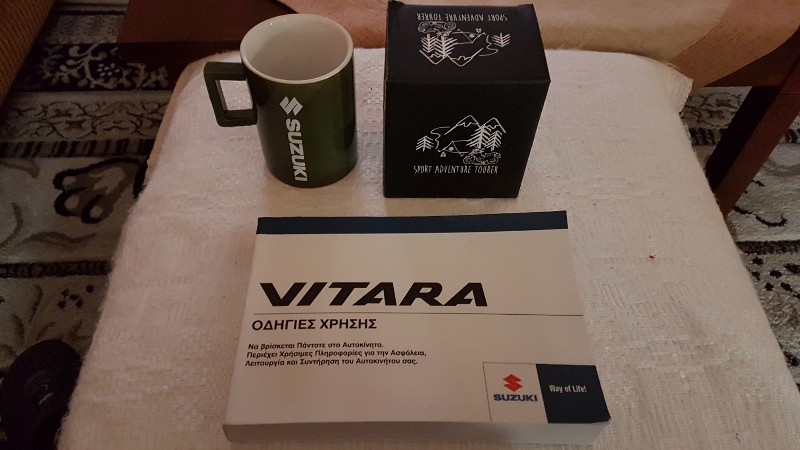 SPORT ADVENTURE TOURER
SUZUKI
SPORT ADVENTURE TOURER
VITARA
ΟΔΗΓΙΕΣ ΧΡΗΣΗΣ
Να βρίσκεται Πάντοτε στο Αυτοκίνητο.
Περιέχει Χρήσιμες Πληροφορίες για την Ασφάλεια,
Λειτουργία και Συντήρηση του Αυτοκινήτου σας.
SUZUKI
Way of Life!